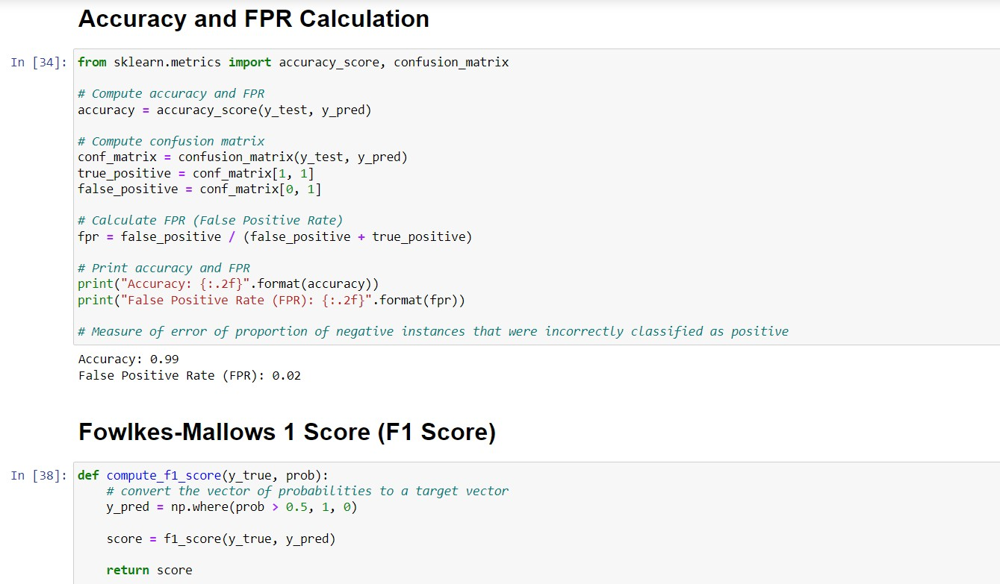 Accuracy and FPR Calculation
In [34]: from sklearn.metrics import accuracy_score, confusion_matrix
# Compute accuracy and FPR
accuracy = accuracy_score(y_test, y_pred)
# Compute confusion matrix
conf_matrix = confusion_matrix(y_test, y_pred)
true_positive = conf_matrix[1, 1]
false_positive = conf_matrix[0, 1]
# Calculate FPR (False Positive Rate)
fpr = false_positive / (false_positive + true_positive)
# Print accuracy and FPR
print("Accuracy: {:.2f}".format(accuracy))
print("False Positive Rate (FPR): {:.2f}".format(fpr))
# Measure of error of proportion of negative instances that were incorrectly classified as positive
Accuracy: 0.99
False Positive Rate (FPR): 0.02
Fowlkes-Mallows 1 Score (F1 Score)
In [38]: def compute_f1_score(y_true, prob):
# convert the vector of probabilities to a target vector
y_pred = np.where(prob > 0.5, 1, 0)
score = f1_score(y_true, y_pred)
return score